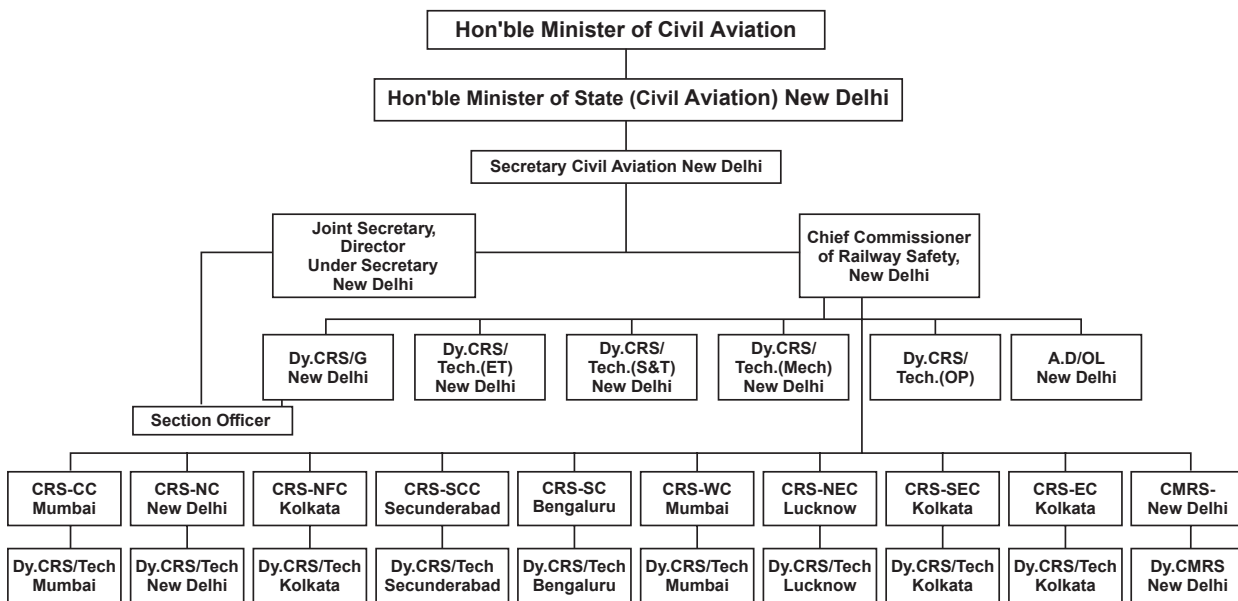 Hon'ble Minister of Civil Aviation
Hon'ble Minister of State (Civil Aviation) New Delhi
Secretary Civil Aviation New Delhi
Joint Secretary,
Director
Under Secretary
New Delhi
Chief Commissioner
of Railway Safety,
New Delhi
Dy.CRS/G
New Delhi
Dy.CRS/
Tech.(ET)
New Delhi
Dy.CRS/
Tech.(S&T)
New Delhi
Dy.CRS/
Tech.(Mech)
New Delhi
Dy.CRS/
Tech.(OP)
A.D/OL
New Delhi
Section Officer
CRS-CC
Mumbai
CRS-NC
New Delhi
CRS-NFC
Kolkata
CRS-SCC
Secunderabad
CRS-SC
Bengaluru
CRS-WC
Mumbai
CRS-NEC
Lucknow
CRS-SEC
Kolkata
CRS-EC
Kolkata
CMRS-
New Delhi
Dy.CRS/Tech
Mumbai
Dy.CRS/Tech
New Delhi
Dy.CRS/Tech
Kolkata
Dy.CRS/Tech
Secunderabad
Dy.CRS/Tech
Bengaluru
Dy.CRS/Tech
Mumbai
Dy.CRS/Tech
Lucknow
Dy.CRS/Tech
Kolkata
Dy.CRS/Tech
Kolkata
Dy.CMRS
New Delhi